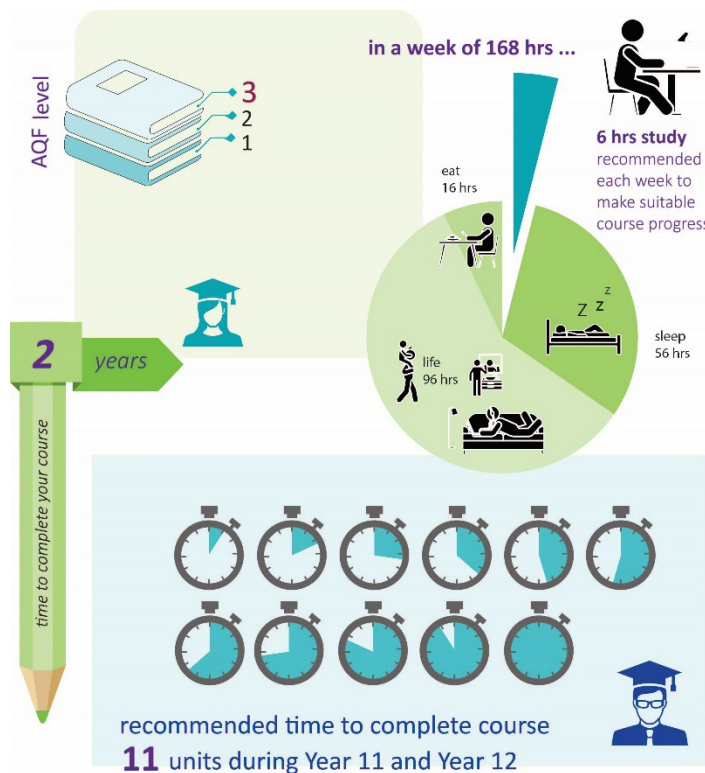 in a week of 168 hrs ...
AQF level
3
2
1
6 hrs study
recommended
each week to
make suitable
course progress
eat
16 hrs
Z z z
sleep
56 hrs
life
96 hrs
2 years
time to complete your course
recommended time to complete course
11 units during Year 11 and Year 12